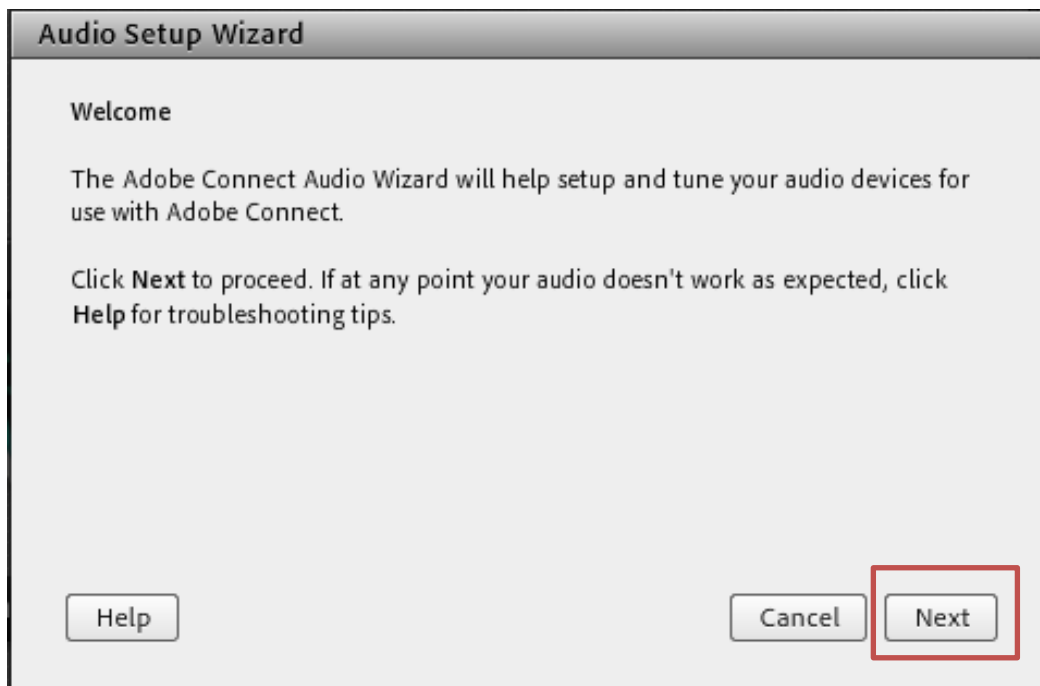 Audio Setup Wizard
Welcome
The Adobe Connect Audio Wizard will help setup and tune your audio devices for
use with Adobe Connect.
Click Next to proceed. If at any point your audio doesn't work as expected, click
Help for troubleshooting tips.
Help
Cancel
Next